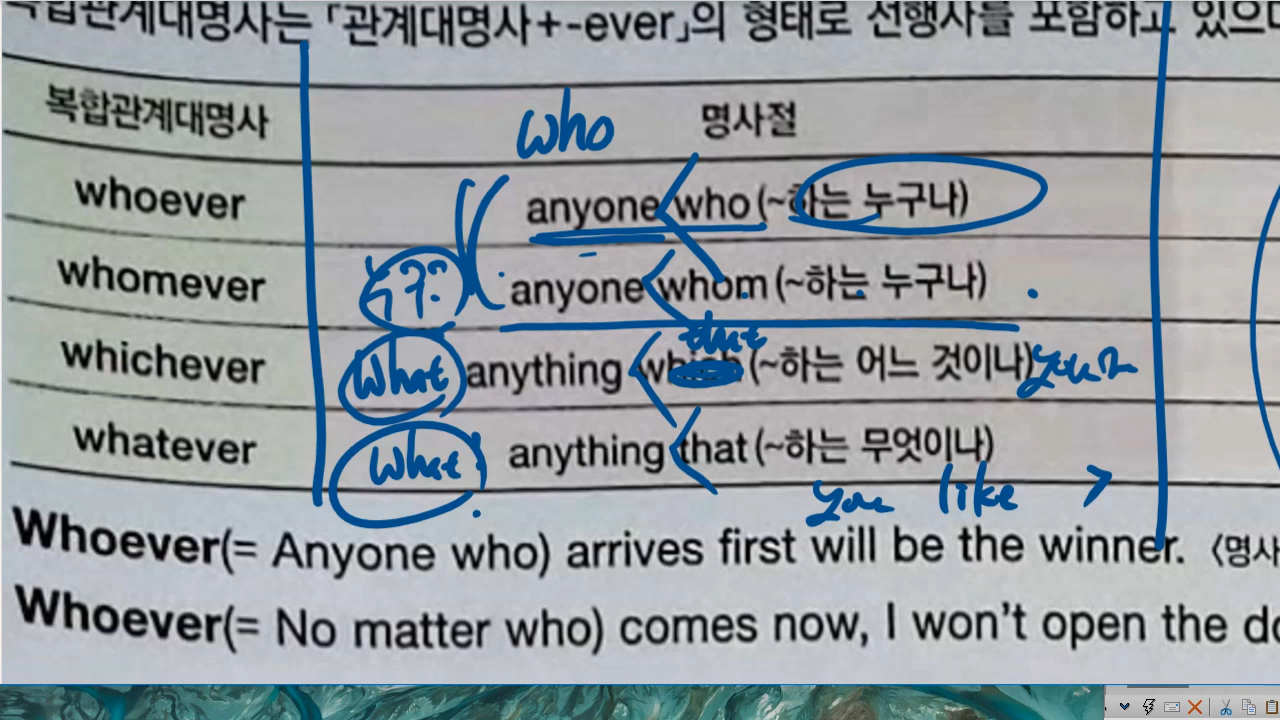 복합관계대명사는 「관계대명사+-ever」의 형태로 선행사를 포함하고 있으
복합관계대명사 명사절
who
whoever anyone who (~하는 누구나)
whomever anyone whom (~하는 누구나)
that
whichever what anything which (~하는 어느 것이나) you
whatever what anything that (~하는 무엇이나)
you like
Whoever(= Anyone who) arrives first will be the winner. 〈명사
Whoever(= No matter who) comes now, I won't open the do